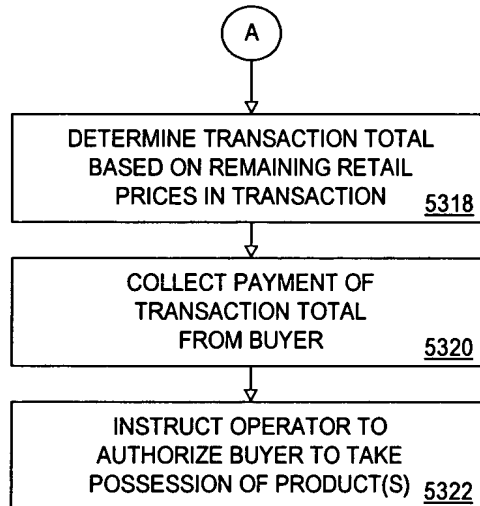 A
DETERMINE TRANSACTION TOTAL
BASED ON REMAINING RETAIL
PRICES IN TRANSACTION
5318
COLLECT PAYMENT OF
TRANSACTION TOTAL
FROM BUYER
5320
INSTRUCT OPERATOR TO
AUTHORIZE BUYER TO TAKE
POSSESSION OF PRODUCT(S)
5322